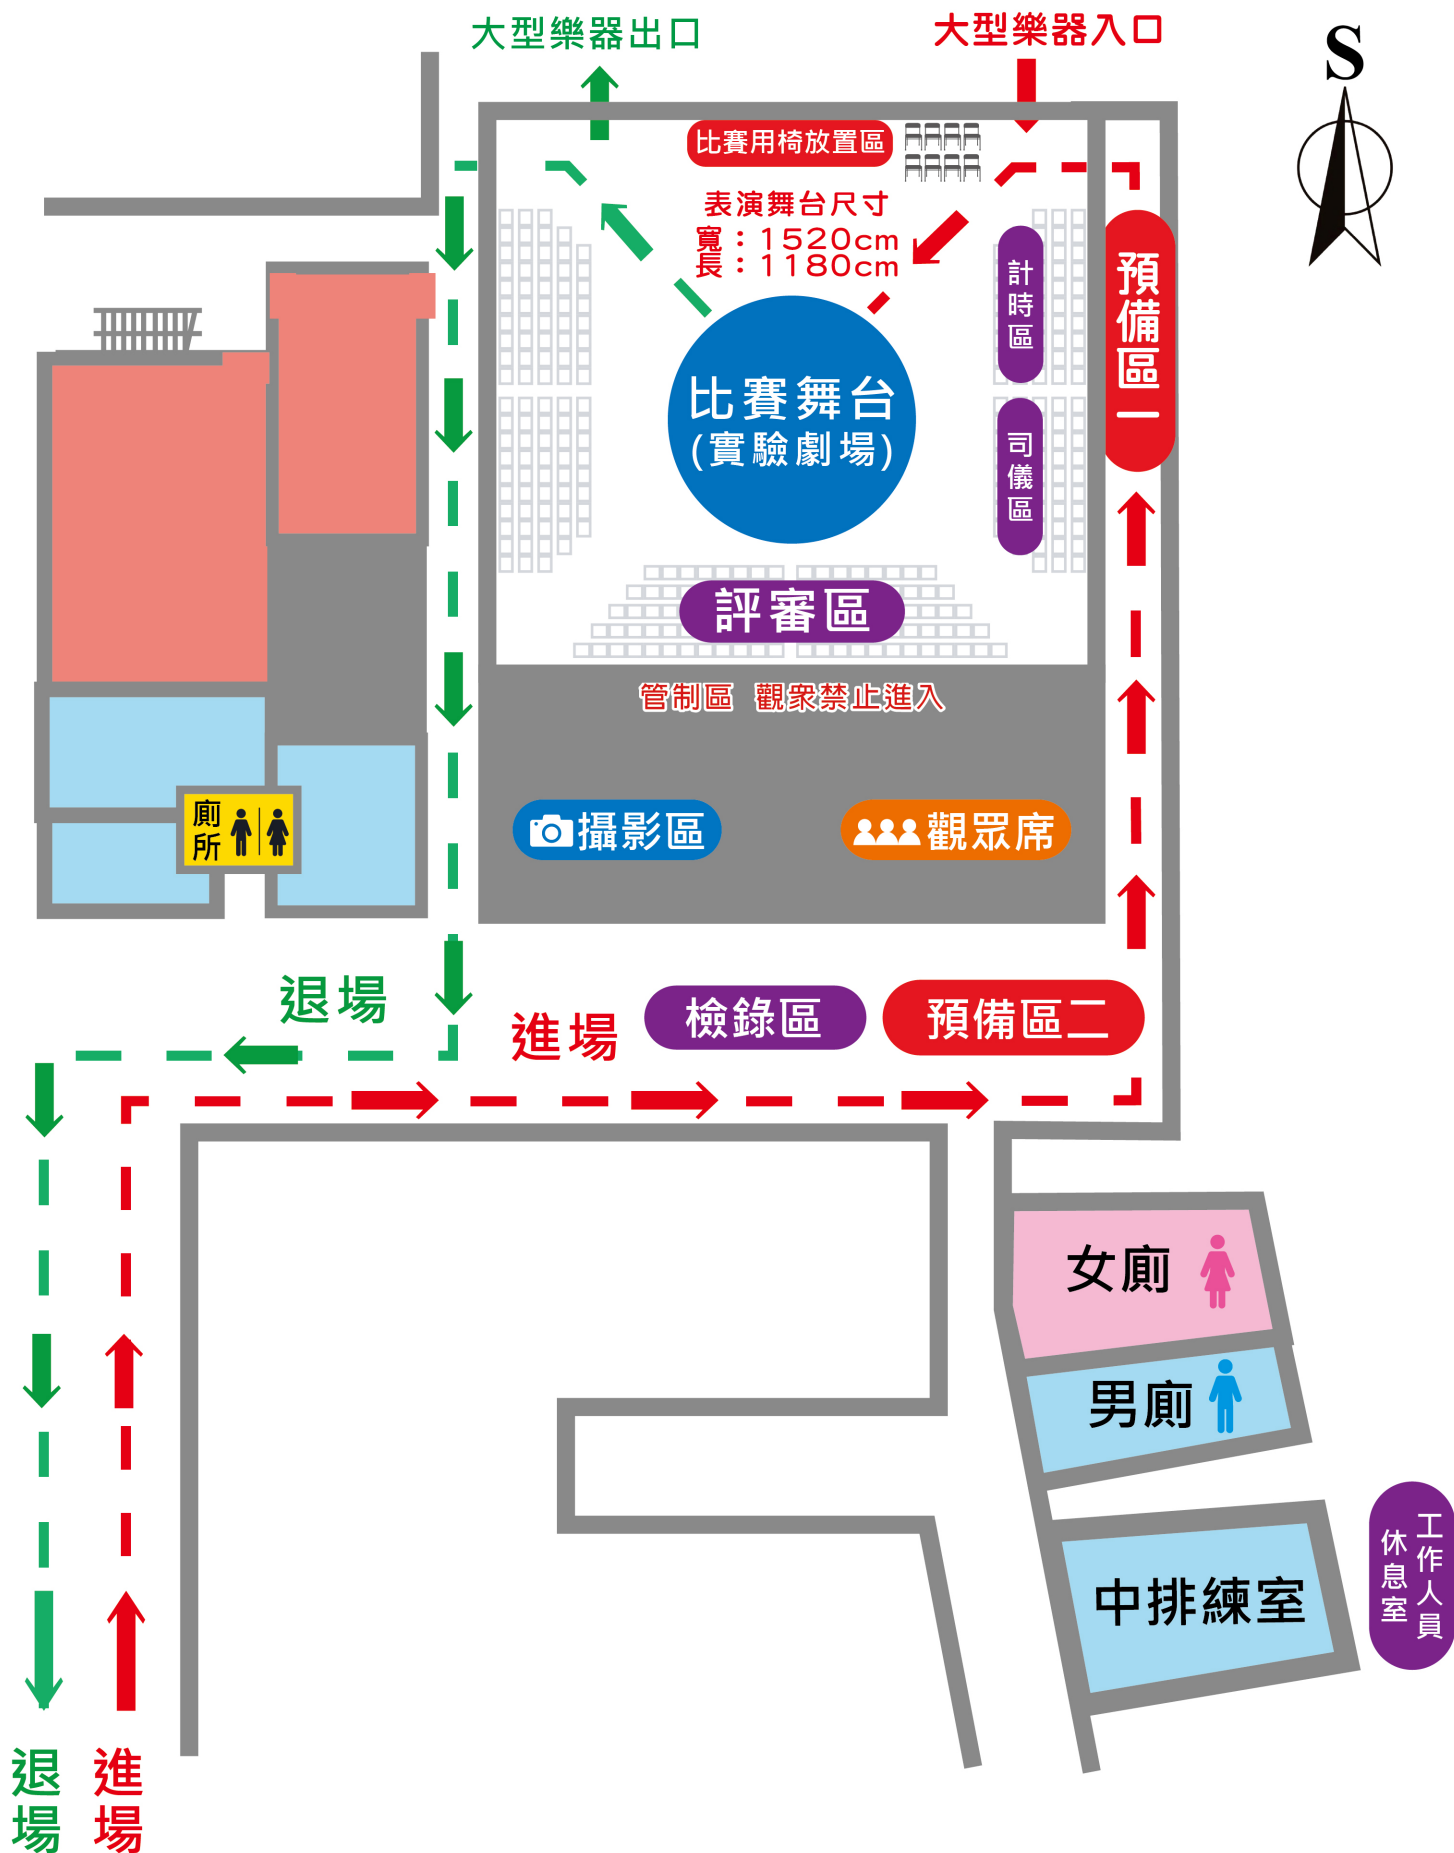 大型樂器出口
大型樂器入口
S
比賽用椅放置區
表演舞台尺寸
寬：1520cm
長：1180cm
計時區
預備區一
比賽舞台
(實驗劇場)
司儀區
評審區
管制區 觀眾禁止進入
廁所
攝影區
觀眾席
退場
進場
檢錄區
預備區二
女廁
男廁
工作人員
休息室
中排練室
退場
進場